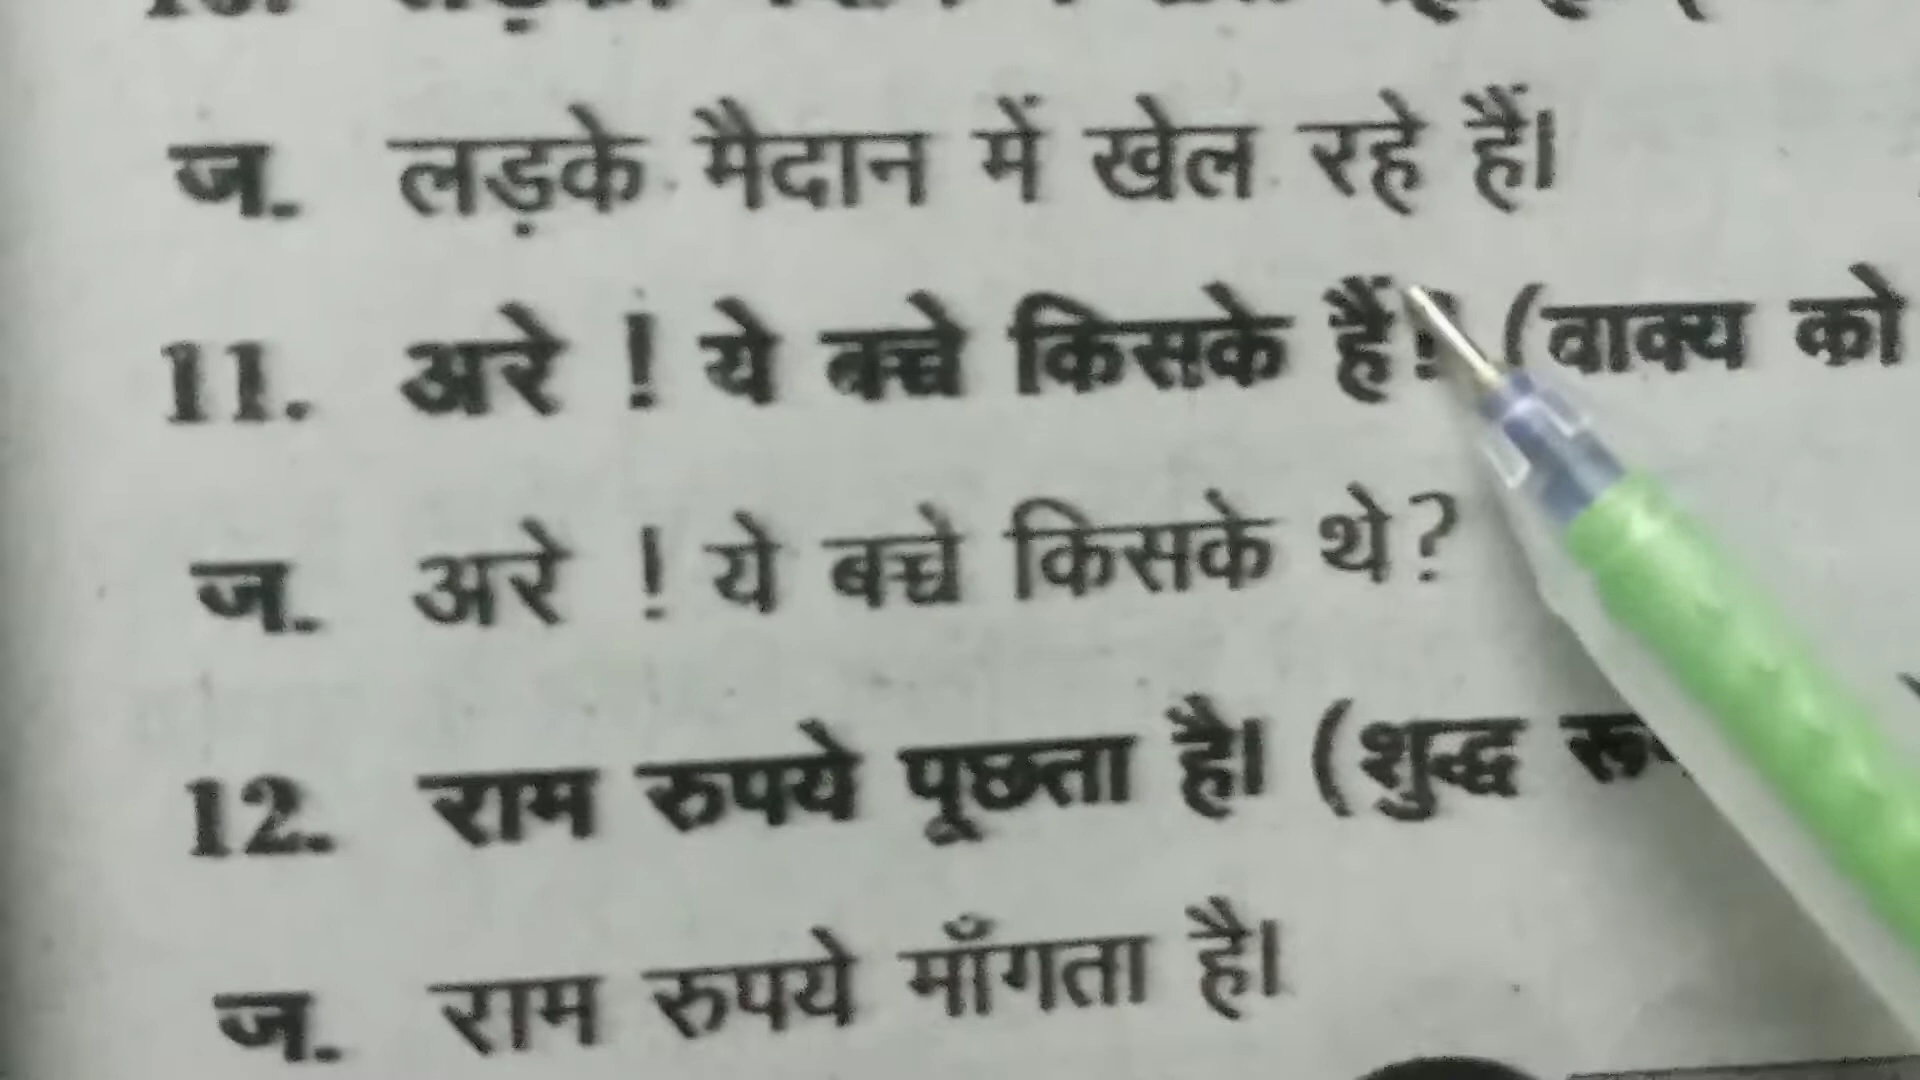 ज. लड़के मैदान में खेल रहे हैं।
11. अरे ! ये बच्चे किसके हैं? (वाक्य को
ज. अरे ! ये बच्चे किसके थे?
12. राम रुपये पूछता है। (शुद्ध
ज. राम रुपये माँगता है।